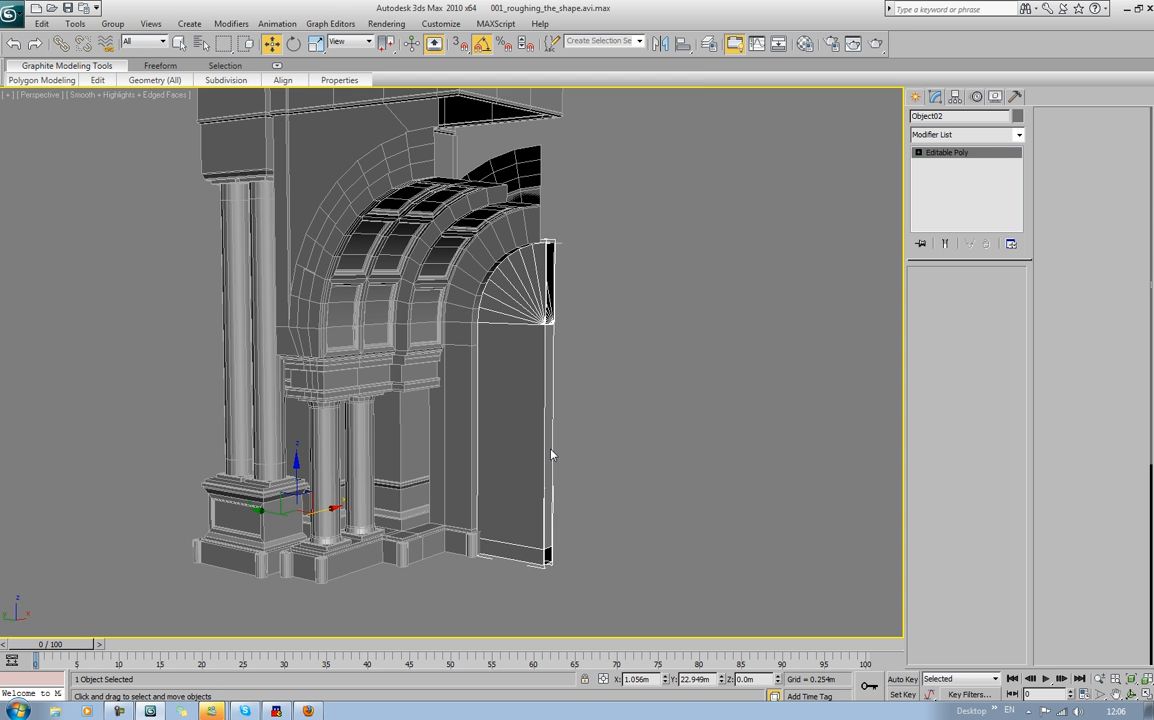 Autodesk 3ds Max 2010 x64 001_roughing_the_shape.avi.max
Type a keyword or phrase
Edit Tools Group Views Create Modifiers Animation Graph Editors Rendering Customize MAXScript Help
All View Create Selection Se
Graphite Modeling Tools Freeform Selection
Polygon Modeling Edit Geometry (All) Subdivision Align Properties
[ + ] [ Perspective ] [ Smooth + Highlights + Edged Faces ]
Object02
Modifier List
Editable Poly
z
x
z
x
0 / 100
0 5 10 15 20 25 30 35 40 45 50 55 60 65 70 75 80 85 90 95 100
1 Object Selected X: 1.056m Y: 22.949m Z: 0.0m Grid = 0.254m Auto Key Selected
Welcome to M Click and drag to select and move objects Add Time Tag Set Key Key Filters... 0
Desktop EN 12:06